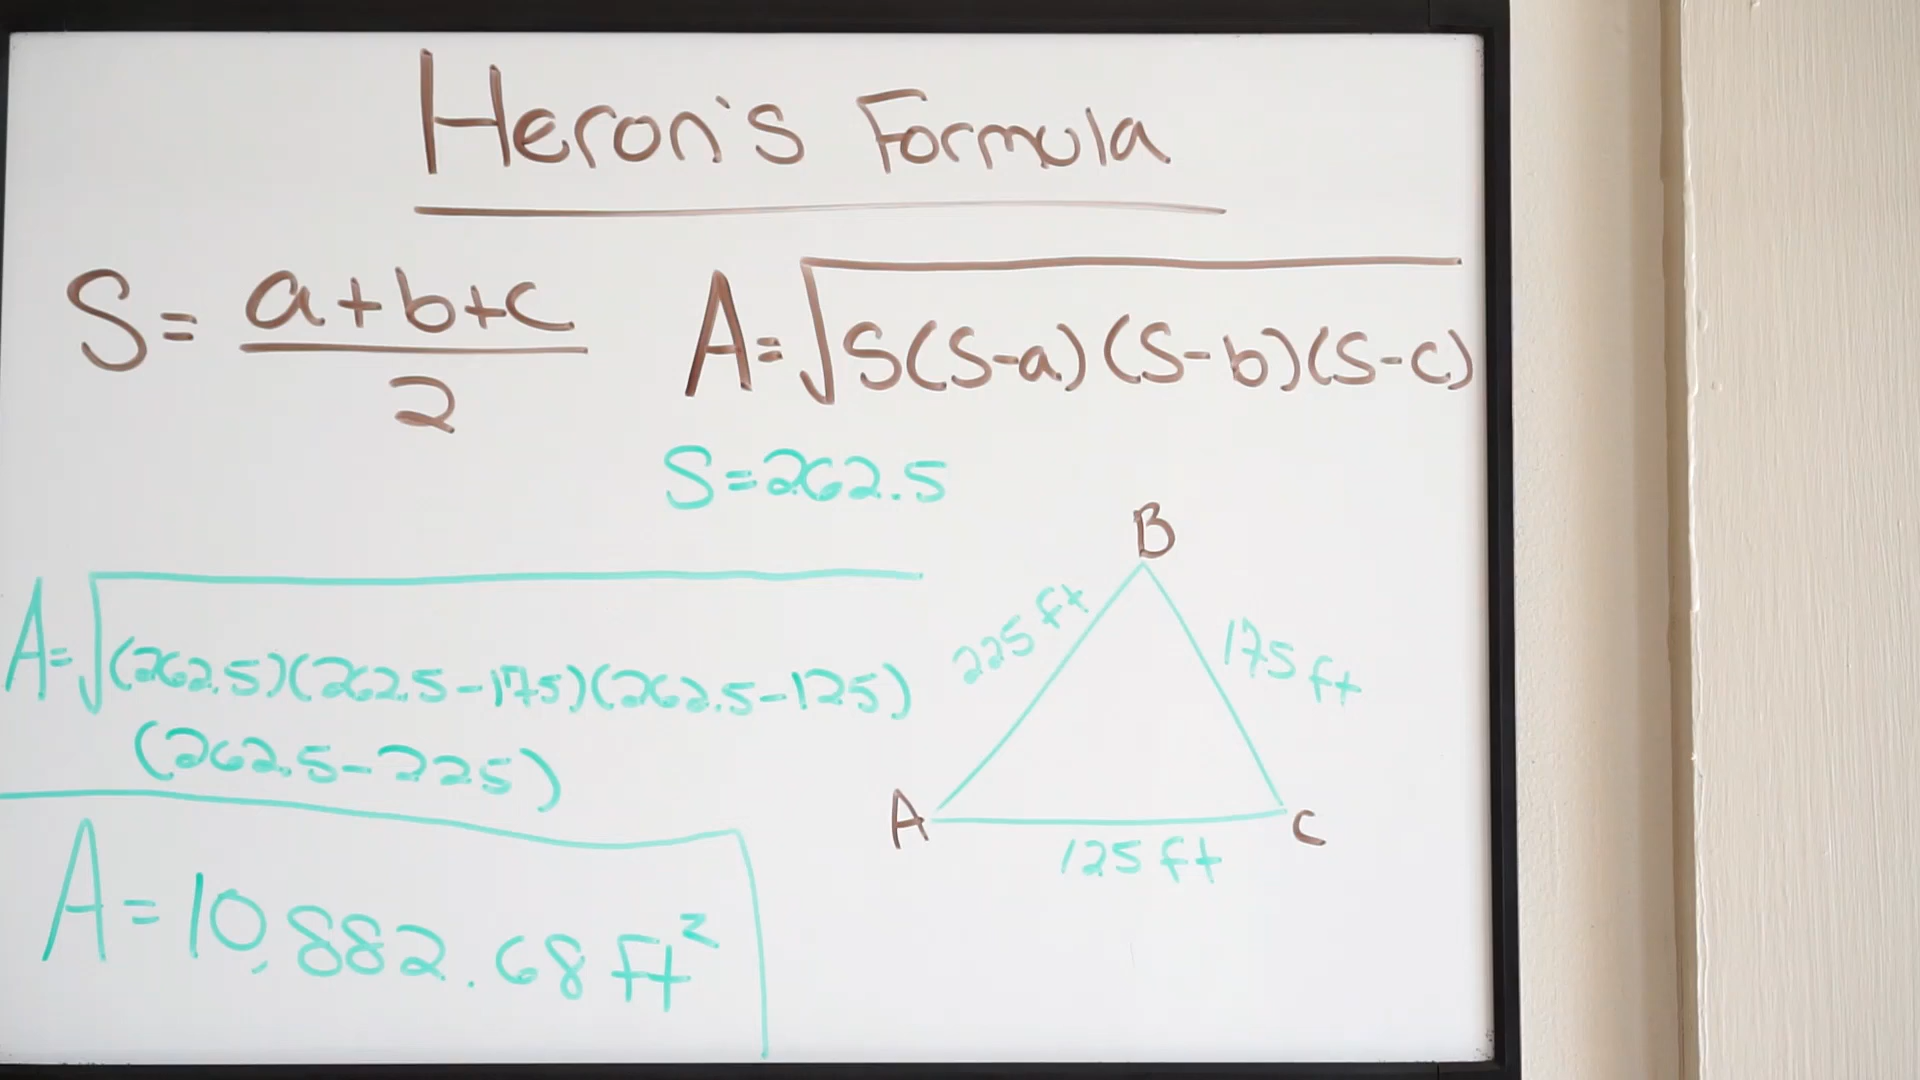 Heron's Formula
S = a+b+c / 2
A=√S(S-a)(S-b)(S-c)
S=262.5
A=√(262.5)(262.5-175)(262.5-125)
(262.5-225)
A=10,882.68 ft²
B
225 ft
175 ft
A
C
125 ft